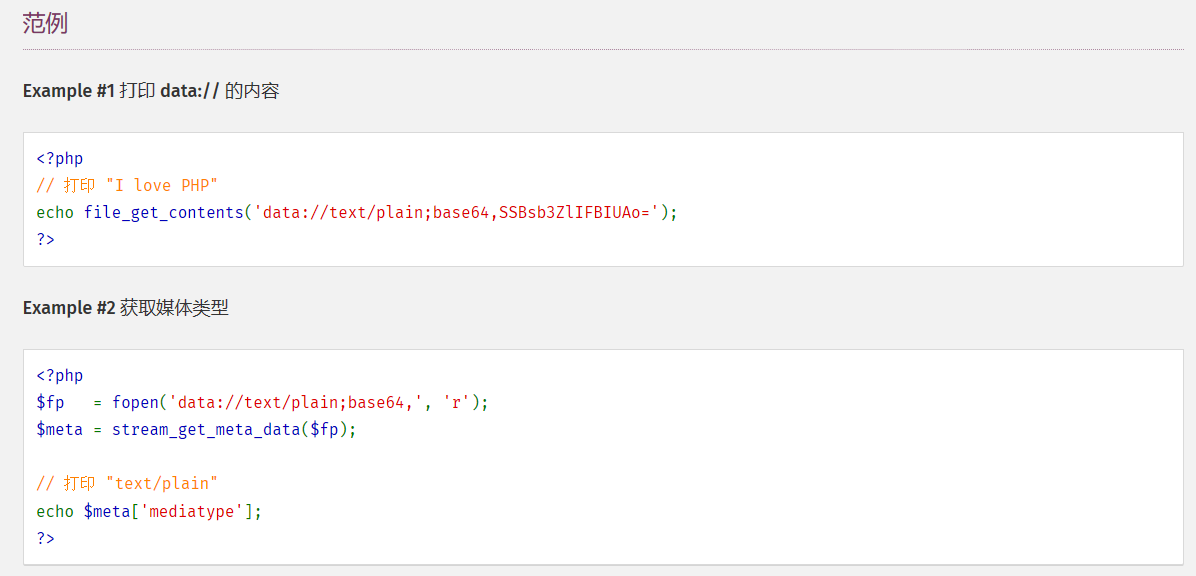 范例
Example #1 打印 data:// 的内容
<?php
// 打印 "I love PHP"
echo file_get_contents('data://text/plain;base64,SSBsb3ZlIFBIUAo=');
?>
Example #2 获取媒体类型
<?php
$fp   = fopen('data://text/plain;base64,', 'r');
$meta = stream_get_meta_data($fp);
// 打印 "text/plain"
echo $meta['mediatype'];
?>